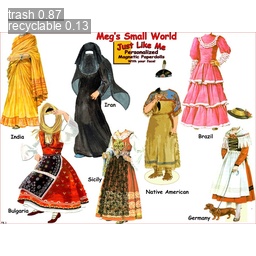 trash 0.87
recyclable 0.13
Meg's Small World
Just Like Me
Personalized
Magnetic Paperdolls
With your face!
Iran
India
Brazil
Sicily
Native American
Bulgaria
Germany